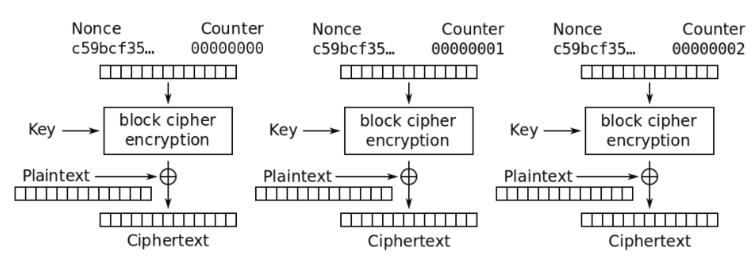 Nonce Counter Nonce Counter Nonce Counter
c59bcf35… 00000000 c59bcf35… 00000001 c59bcf35… 00000002
block cipher block cipher block cipher
Key encryption Key encryption Key encryption
Plaintext Plaintext Plaintext
Ciphertext Ciphertext Ciphertext